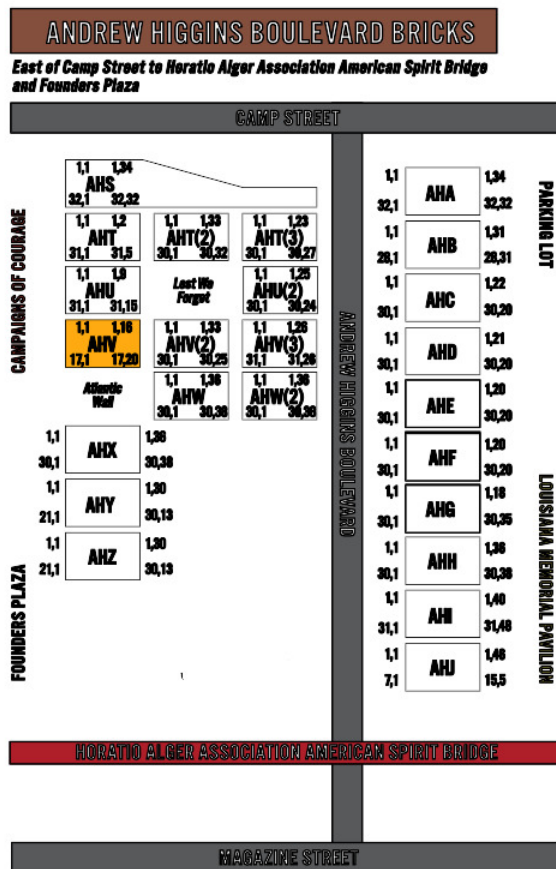 ANDREW HIGGINS BOULEVARD BRICKS
East of Camp Street to Horatio Alger Association American Spirit Bridge
and Founders Plaza
CAMP STREET
CAMPAIGNS OF COURAGE
FOUNDERS PLAZA
1,1 1,34
AHS
32,1 32,32
1,1 1,2
AHT
31,1 31,5
1,1 1,33
AHT(2)
30,1 30,32
1,1 1,23
AHT(3)
30,1 30,27
1,1 1,9
AHU
31,1 31,15
Lest We
Forget
1,1 1,25
AHU(2)
30,1 30,24
1,1 1,16
AHV
17,1 17,20
1,1 1,33
AHV(2)
30,1 30,25
1,1 1,26
AHV(3)
31,1 31,26
Atlantic
Wall
1,1 1,36
AHW
30,1 30,38
1,1 1,36
AHW(2)
30,1 30,38
1,1 1,36
AHX
30,1 30,38
1,1 1,30
AHY
21,1 30,13
1,1 1,30
AHZ
21,1 30,13
ANDREW HIGGINS BOULEVARD
1,1 1,34
AHA
32,1 32,32
1,1 1,31
AHB
28,1 28,31
1,1 1,22
AHC
30,1 30,20
1,1 1,21
AHD
30,1 30,20
1,1 1,20
AHE
30,1 30,20
1,1 1,20
AHF
30,1 30,20
1,1 1,18
AHG
30,1 30,35
1,1 1,36
AHH
30,1 30,38
1,1 1,40
AHI
31,1 31,48
1,1 1,46
AHJ
7,1 15,5
PARKING LOT
LOUISIANA MEMORIAL PAVILION
HORATIO ALGER ASSOCIATION AMERICAN SPIRIT BRIDGE
MAGAZINE STREET